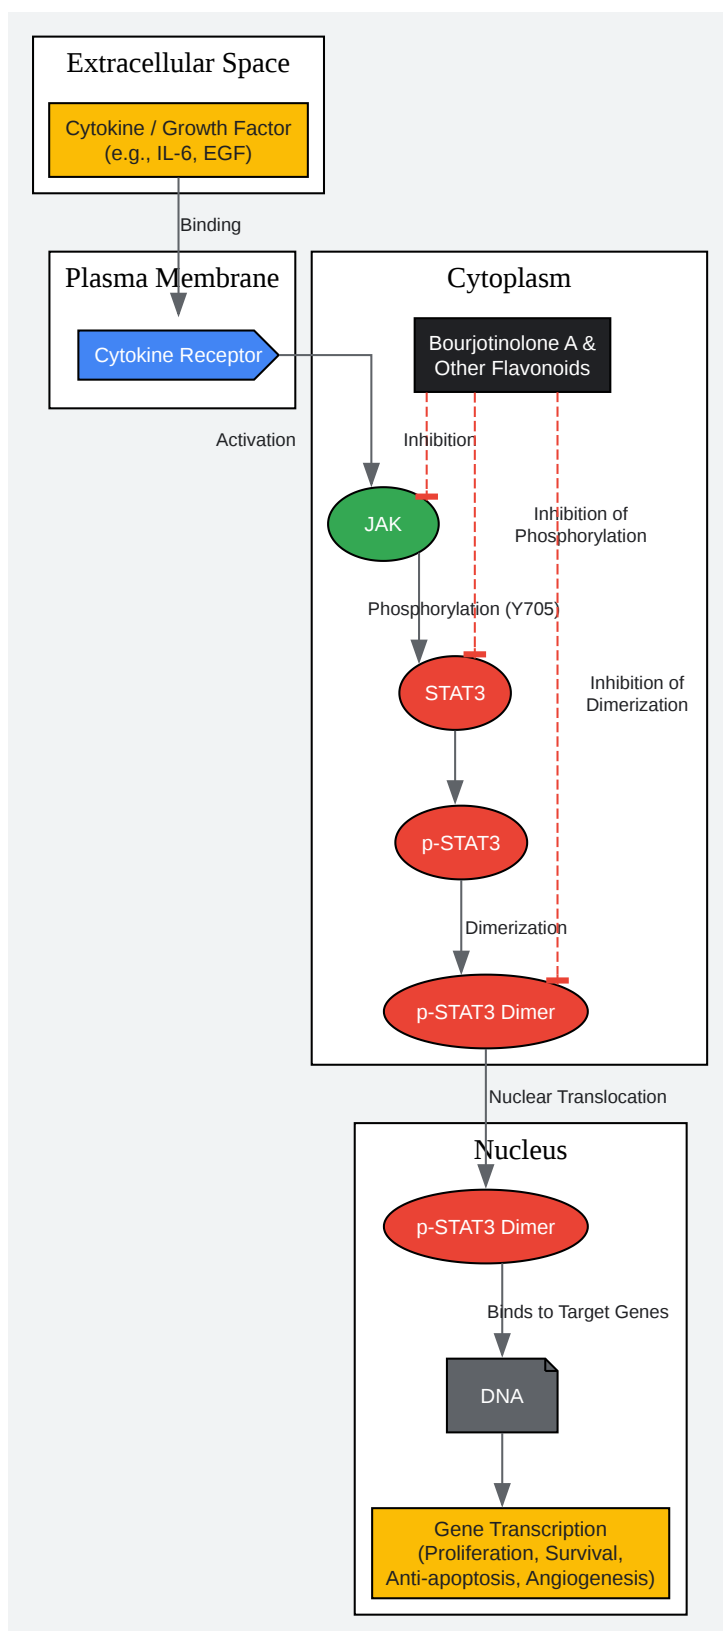 Extracellular Space
Cytokine / Growth Factor
(e.g., IL-6, EGF)
Binding
Plasma Membrane
Cytokine Receptor
Activation
Cytoplasm
Bourjotinolone A &
Other Flavonoids
Inhibition
JAK
Inhibition of
Phosphorylation
Phosphorylation (Y705)
STAT3
Inhibition of
Dimerization
p-STAT3
Dimerization
p-STAT3 Dimer
Nuclear Translocation
Nucleus
p-STAT3 Dimer
Binds to Target Genes
DNA
Gene Transcription
(Proliferation, Survival,
Anti-apoptosis, Angiogenesis)